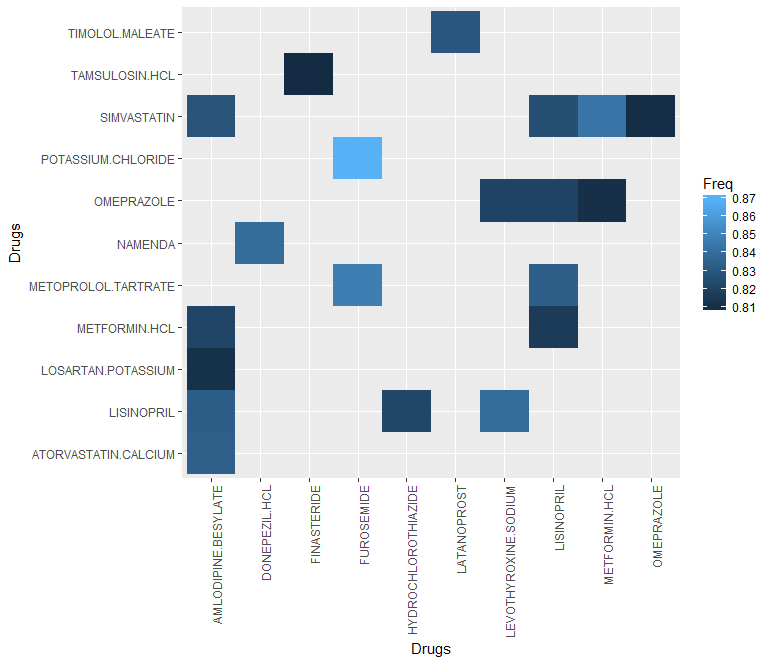 TIMOLOL.MALEATE
TAMSULOSIN.HCL
SIMVASTATIN
POTASSIUM.CHLORIDE
OMEPRAZOLE
NAMENDA
METOPROLOL.TARTRATE
METFORMIN.HCL
LOSARTAN.POTASSIUM
LISINOPRIL
ATORVASTATIN.CALCIUM
Drugs
AMLODIPINE.BESYLATE
DONEPEZIL.HCL
FINASTERIDE
FUROSEMIDE
HYDROCHLOROTHIAZIDE
LATANOPROST
LEVOTHYROXINE.SODIUM
LISINOPRIL
METFORMIN.HCL
OMEPRAZOLE
Drugs
Freq
0.87
0.86
0.85
0.84
0.83
0.82
0.81